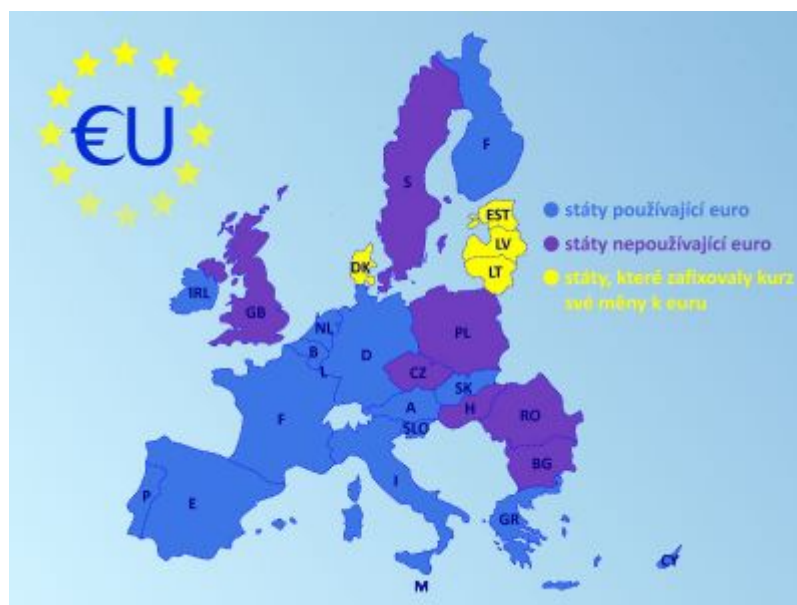 €U
F
S
EST
LV
LT
DK
IRL
GB
NL
B
L
D
PL
CZ
SK
A
H
SLO
F
RO
BG
P
E
I
GR
CY
M
státy používající euro
státy nepoužívající euro
státy, které zafixovaly kurz
své měny k euru